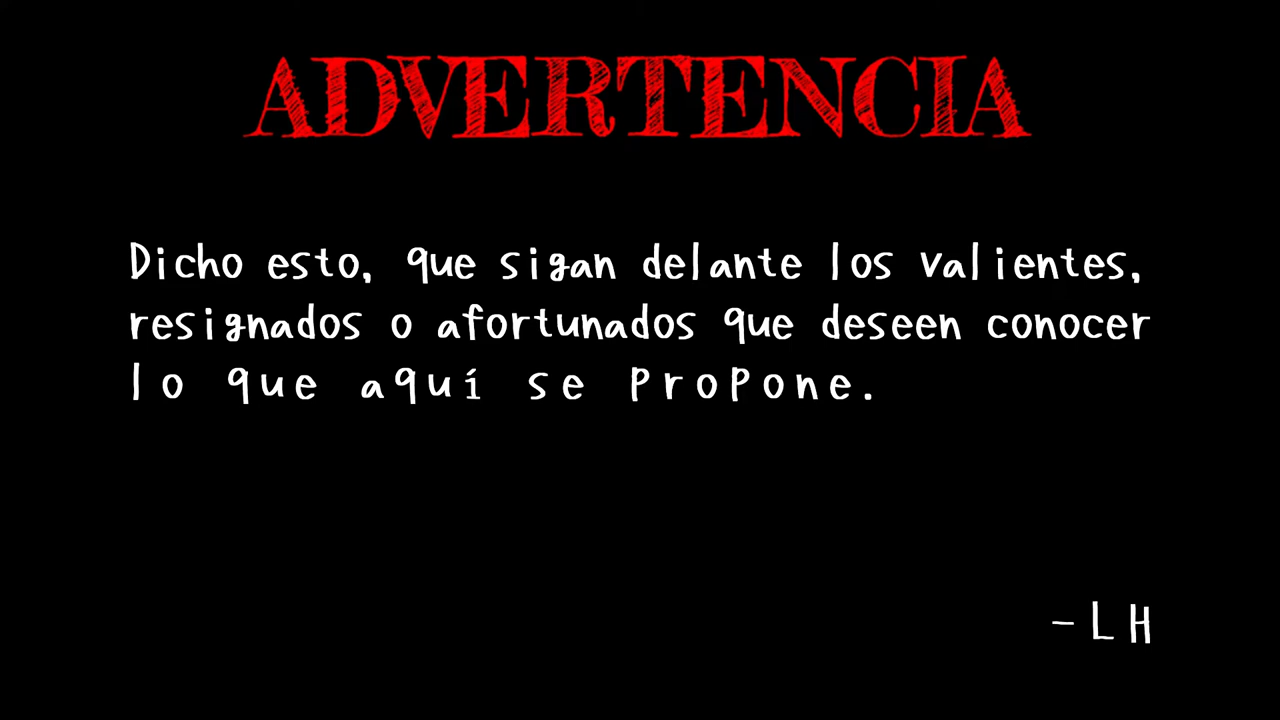 ADVERTENCIA
Dicho esto, que sigan delante los valientes,
resignados o afortunados que deseen conocer
lo que aquí se propone.
-LH